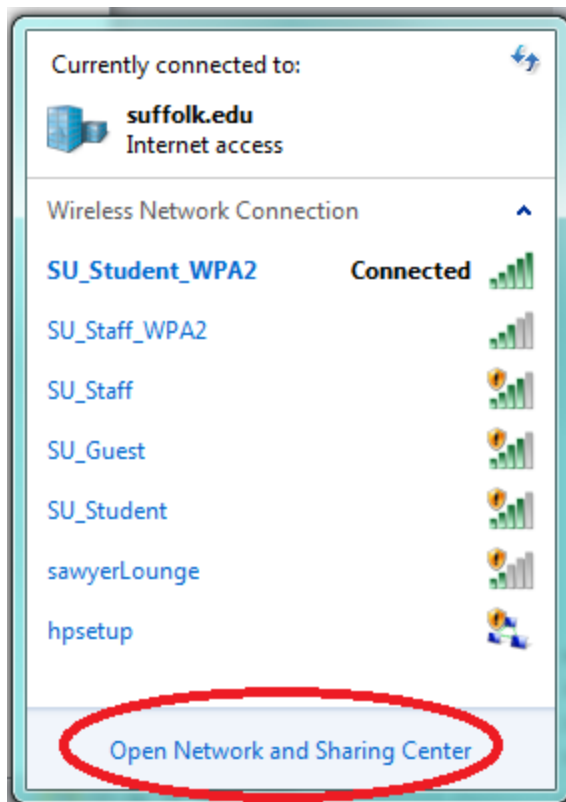 Currently connected to:
suffolk.edu
Internet access
Wireless Network Connection
SU_Student_WPA2 Connected
SU_Staff_WPA2
SU_Staff
SU_Guest
SU_Student
sawyerLounge
hpsetup
Open Network and Sharing Center